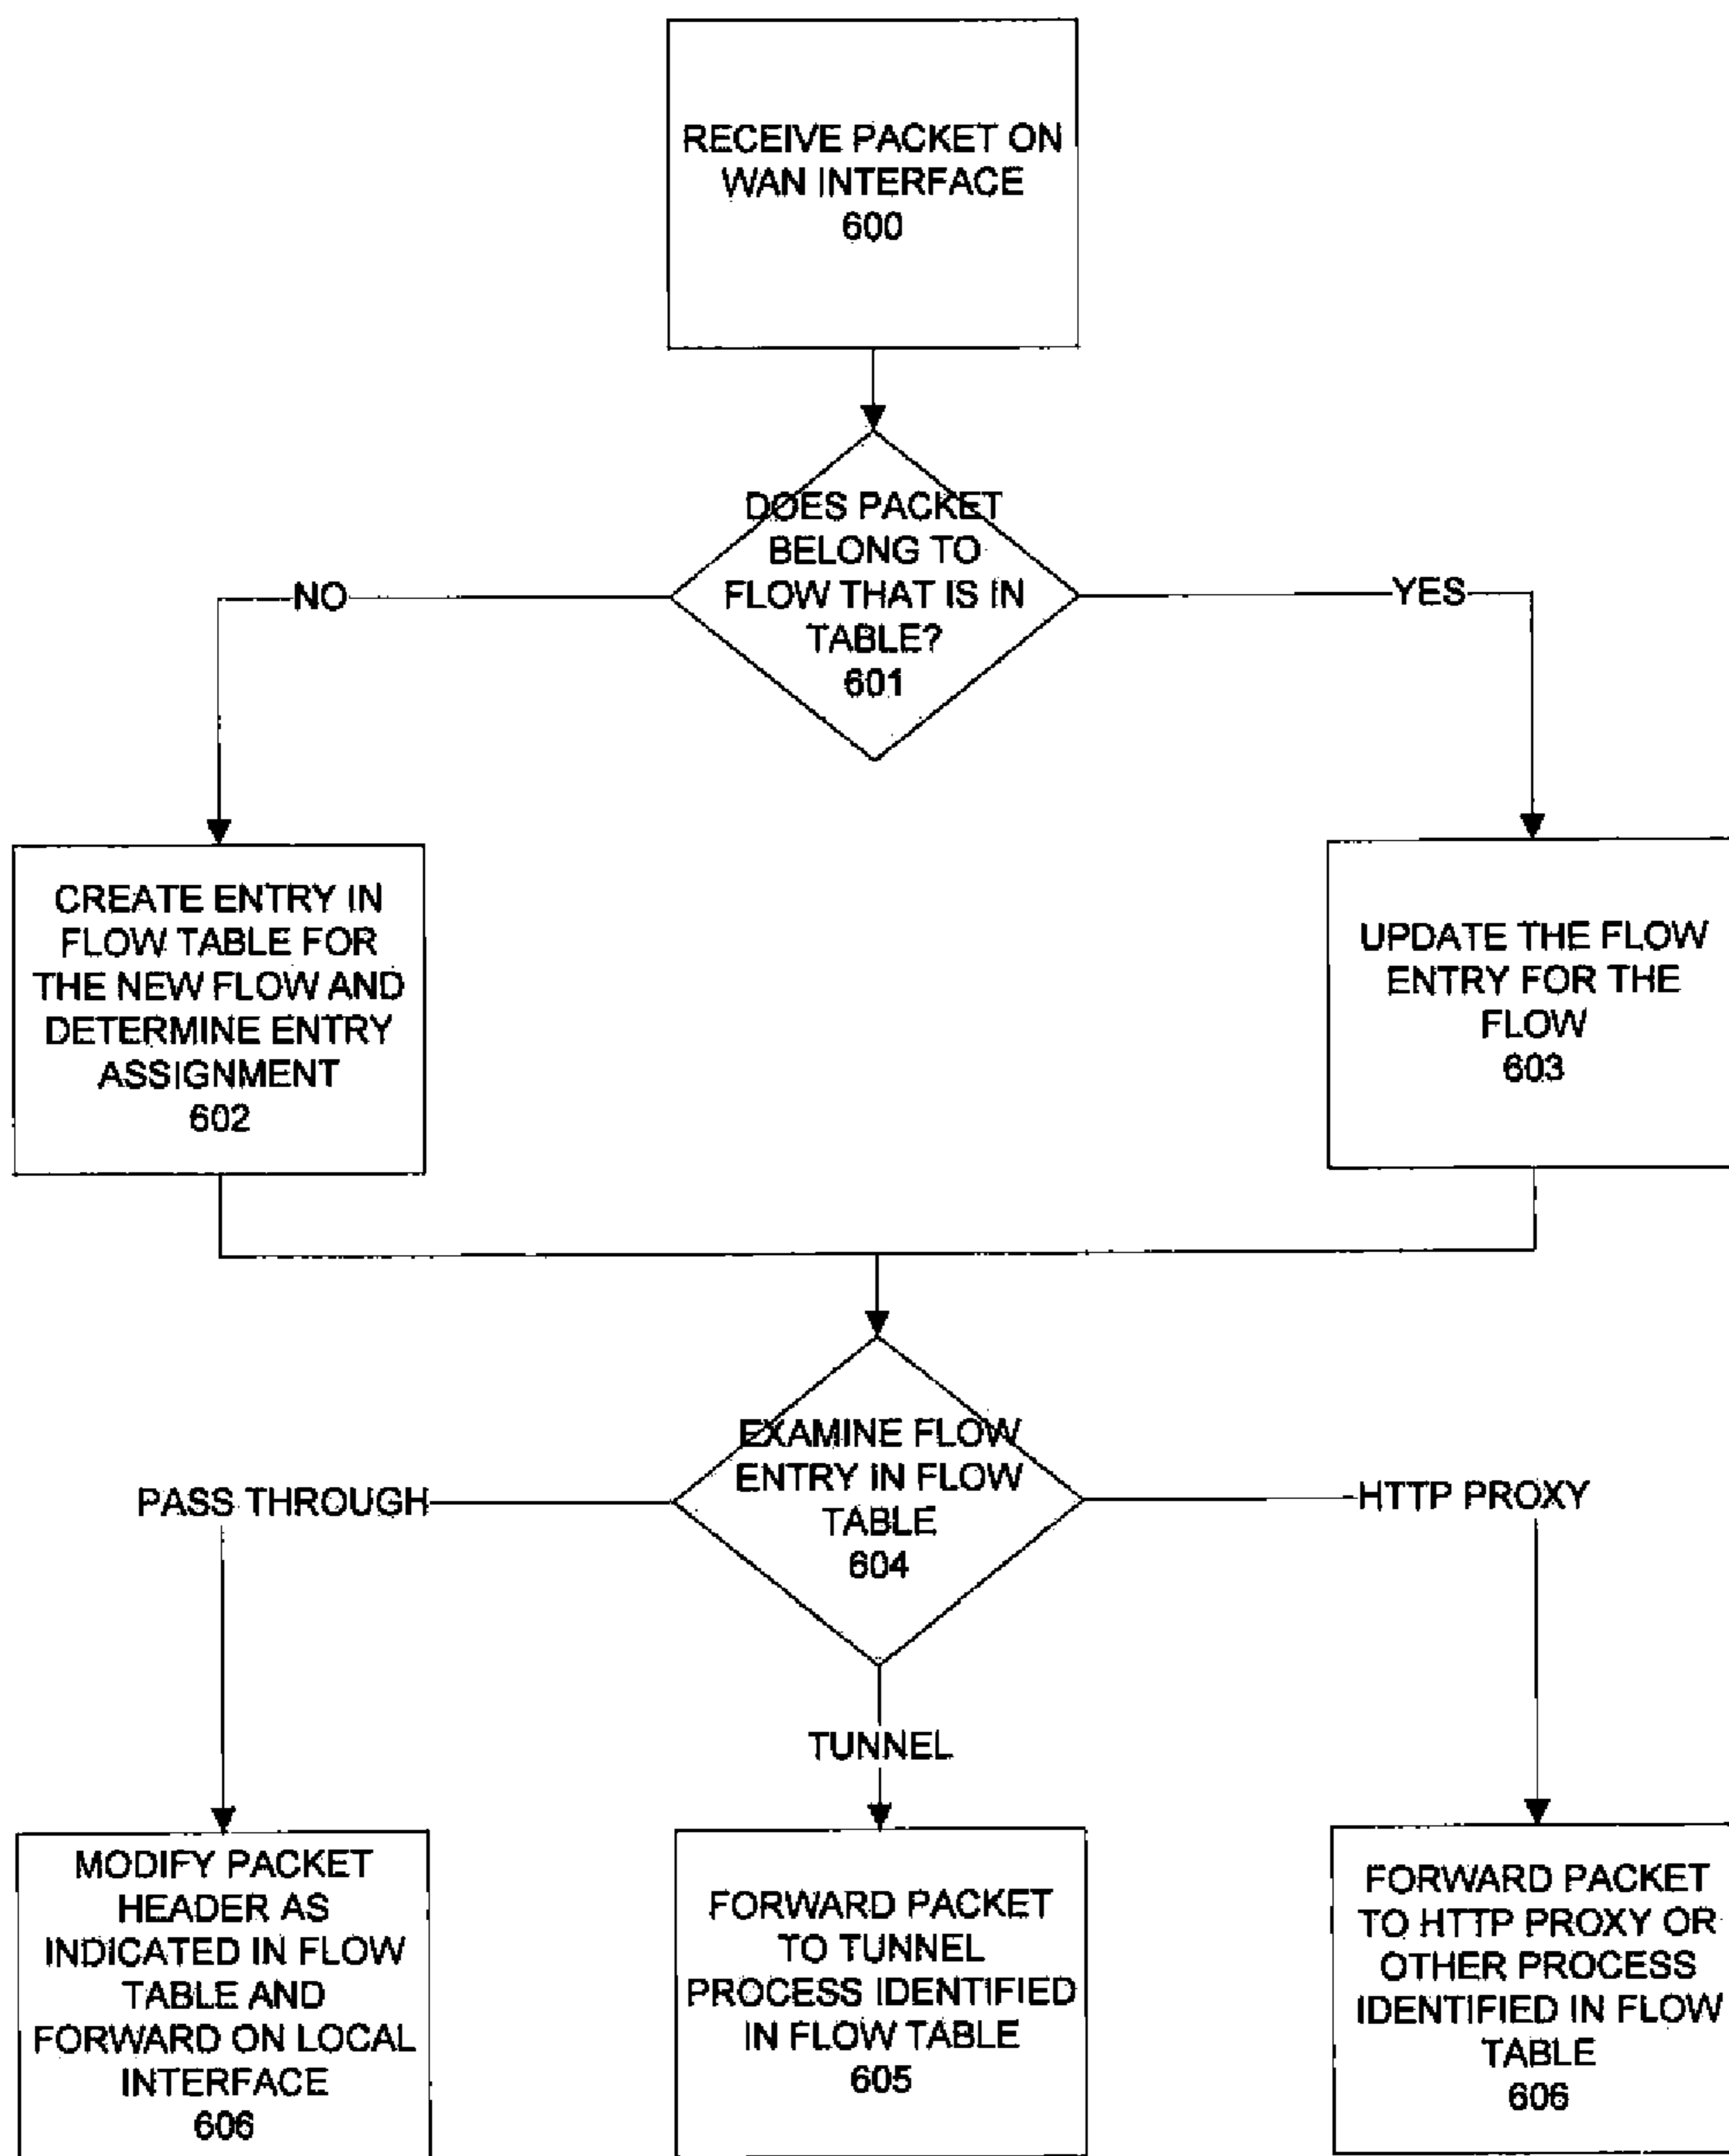 RECEIVE PACKET ON
WAN INTERFACE
600
DOES PACKET
BELONG TO
FLOW THAT IS IN
TABLE?
601
NO
YES
CREATE ENTRY IN
FLOW TABLE FOR
THE NEW FLOW AND
DETERMINE ENTRY
ASSIGNMENT
602
UPDATE THE FLOW
ENTRY FOR THE
FLOW
603
EXAMINE FLOW
ENTRY IN FLOW
TABLE
604
PASS THROUGH
HTTP PROXY
TUNNEL
MODIFY PACKET
HEADER AS
INDICATED IN FLOW
TABLE AND
FORWARD ON LOCAL
INTERFACE
606
FORWARD PACKET
TO TUNNEL
PROCESS IDENTIFIED
IN FLOW TABLE
605
FORWARD PACKET
TO HTTP PROXY OR
OTHER PROCESS
IDENTIFIED IN FLOW
TABLE
606